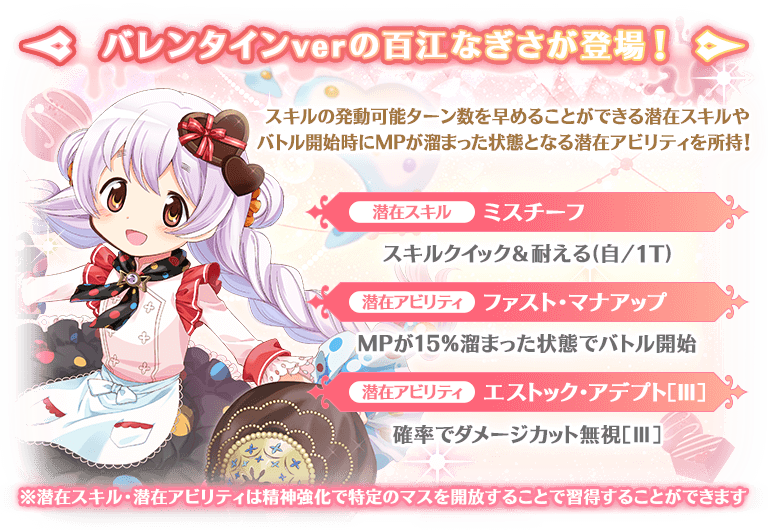 バレンタインverの百江なぎさが登場！
スキルの発動可能ターン数を早めることができる潜在スキルや
バトル開始時にMPが溜まった状態となる潜在アビリティを所持！
潜在スキル ミスチーフ
スキルクイック＆耐える(自/1T)
潜在アビリティ ファスト・マナアップ
MPが15%溜まった状態でバトル開始
潜在アビリティ エストック・アデプト[Ⅲ]
確率でダメージカット無視[Ⅲ]
※潜在スキル・潜在アビリティは精神強化で特定のマスを開放することで習得することができます